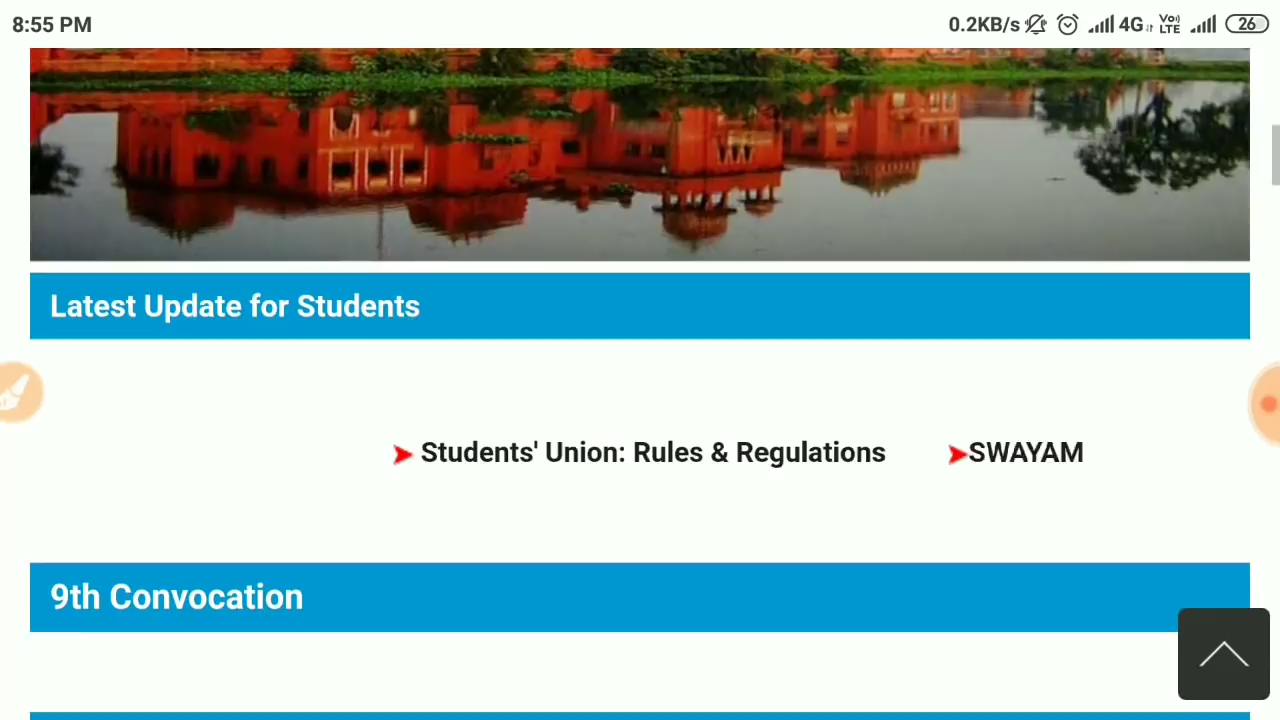 8:55 PM
0.2KB/s 4G Vo) LTE 26
Latest Update for Students
Students' Union: Rules & Regulations
SWAYAM
9th Convocation